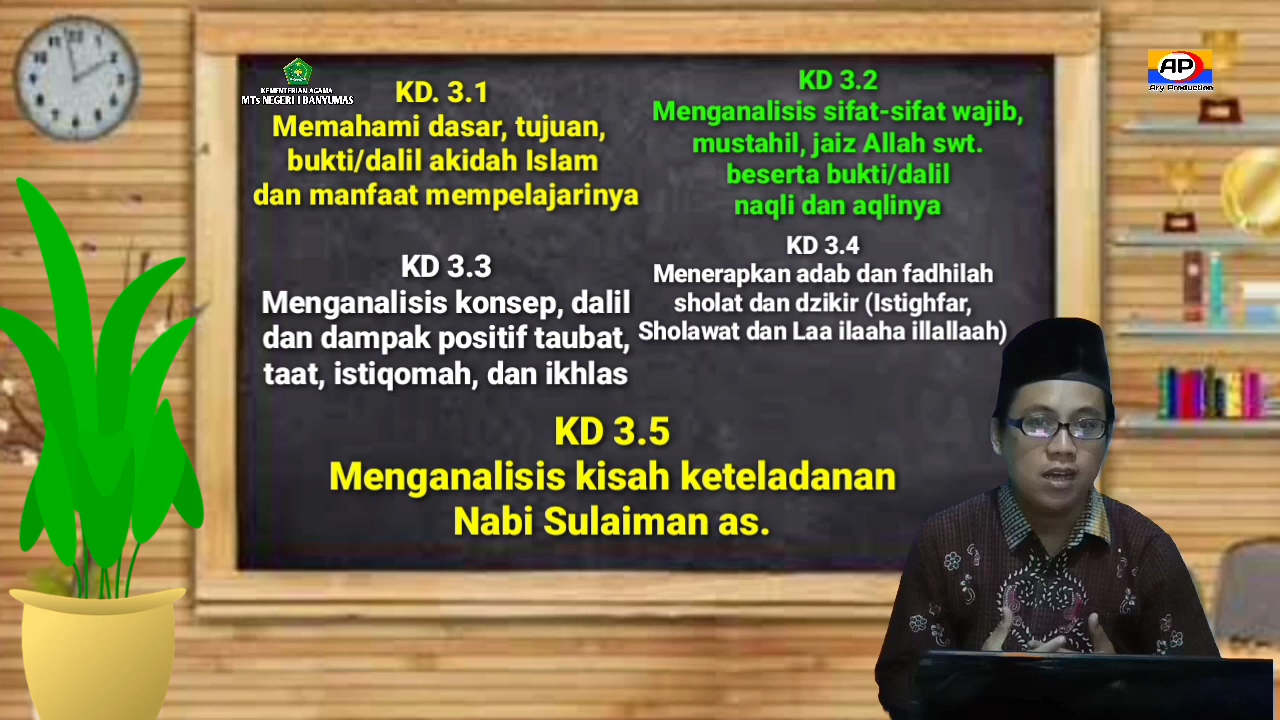 KEMENTERIAN AGAMA
MTs NEGERI 1 BANYUMAS
KD. 3.1
Memahami dasar, tujuan,
bukti/dalil akidah Islam
dan manfaat mempelajarinya
KD 3.2
Menganalisis sifat-sifat wajib,
mustahil, jaiz Allah swt.
beserta bukti/dalil
naqli dan aqlinya
KD 3.3
Menganalisis konsep, dalil
dan dampak positif taubat,
taat, istiqomah, dan ikhlas
KD 3.4
Menerapkan adab dan fadhilah
sholat dan dzikir (Istighfar,
Sholawat dan Laa ilaaha illallaah)
KD 3.5
Menganalisis kisah keteladanan
Nabi Sulaiman as.
AP
Ary Production